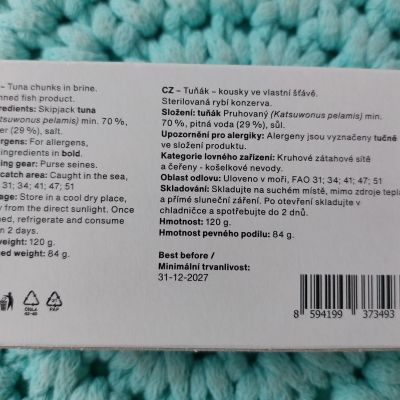 – Tuna chunks in brine.
nned fish product.
redients: Skipjack tuna
tsuwonus pelamis) min. 70 %,
er (29 %), salt.
rgens: For allergens,
ingredients in bold.
ing gear: Purse seines.
catch area: Caught in the sea,
31; 34; 41; 47; 51
age: Store in a cool dry place,
y from the direct sunlight. Once
ned, refrigerate and consume
n 2 days.
weight: 120 g
ed weight: 84 g.
CZ – Tuňák – kousky ve vlastní šťávě.
Sterilovaná rybí konzerva.
Složení: tuňák Pruhovaný (Katsuwonus pelamis) min.
70 %, pitná voda (29 %), sůl.
Upozornění pro alergiky: Alergeny jsou vyznačeny tučně
ve složení produktu.
Kategorie lovného zařízení: Kruhové zátahové sítě
a čeřeny - košelkové nevody.
Oblast odlovu: Uloveno v moři, FAO 31; 34; 41; 47; 51
Skladování: Skladujte na suchém místě, mimo zdroje tepla
a přímé sluneční záření. Po otevření skladujte v
chladničce a spotřebujte do 2 dnů.
Hmotnost: 120 g.
Hmotnost pevného podílu: 84 g.
Best before /
Minimální trvanlivost:
31-12-2027
8 594199 373493
PAP